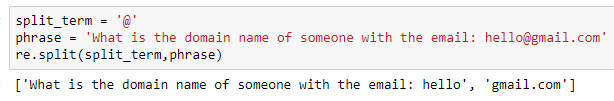 split_term = '@'
phrase = 'What is the domain name of someone with the email: hello@gmail.com'
re.split(split_term,phrase)
['What is the domain name of someone with the email: hello', 'gmail.com']